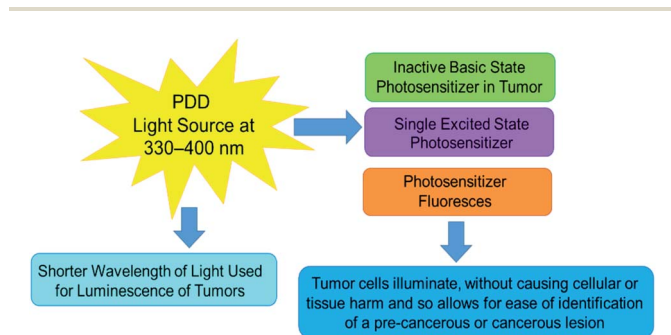 PDD
Light Source at
330–400 nm
Inactive Basic State
Photosensitizer in Tumor
Single Excited State
Photosensitizer
Photosensitizer
Fluoresces
Shorter Wavelength of Light Used
for Luminescence of Tumors
Tumor cells illuminate, without causing cellular or
tissue harm and so allows for ease of identification
of a pre-cancerous or cancerous lesion